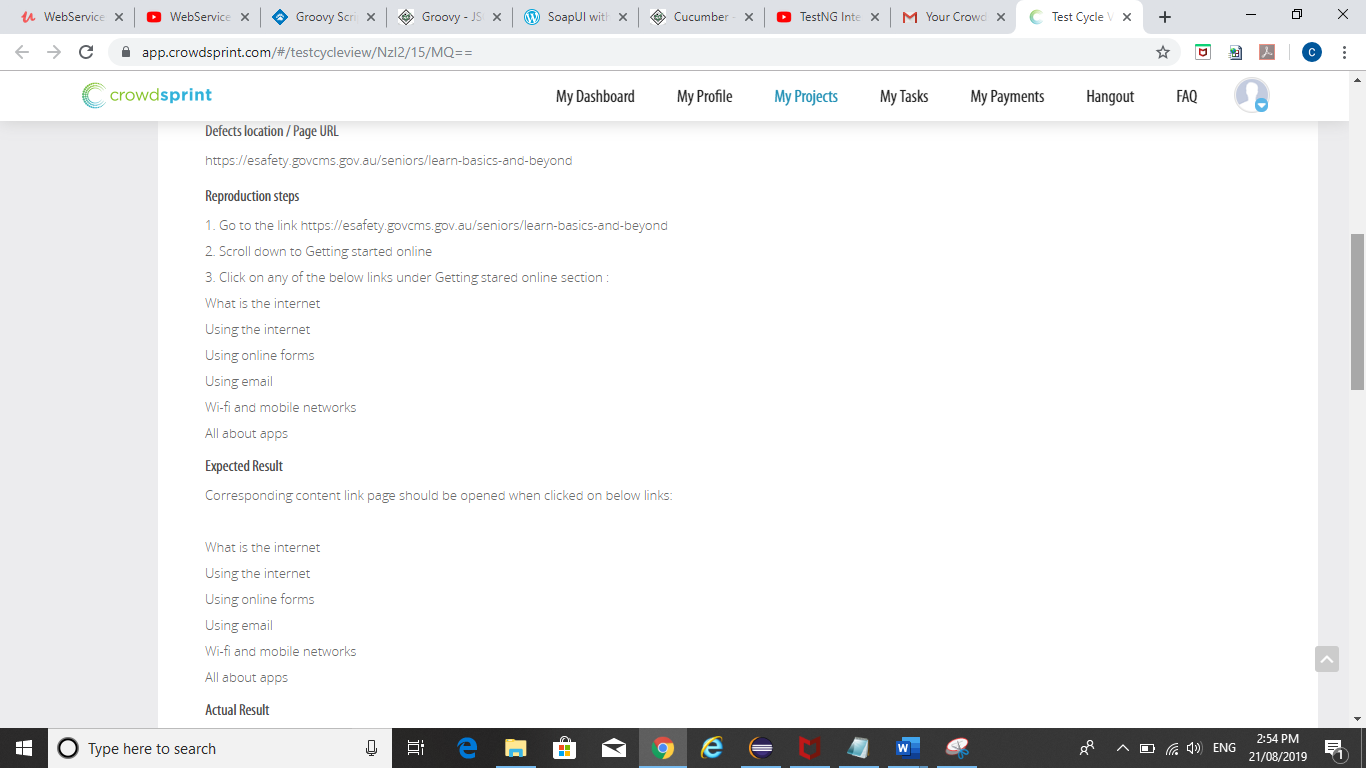 WebService
WebService
Groovy Scri
Groovy - JS
SoapUI with
Cucumber -
TestNG Inte
Your Crowd
Test Cycle V
app.crowdsprint.com/#/testcycleview/NzI2/15/MQ==
C
crowdsprint
My Dashboard
My Profile
My Projects
My Tasks
My Payments
Hangout
FAQ
Defects location / Page URL
https://esafety.govcms.gov.au/seniors/learn-basics-and-beyond
Reproduction steps
1. Go to the link https://esafety.govcms.gov.au/seniors/learn-basics-and-beyond
2. Scroll down to Getting started online
3. Click on any of the below links under Getting stared online section :
What is the internet
Using the internet
Using online forms
Using email
Wi-fi and mobile networks
All about apps
Expected Result
Corresponding content link page should be opened when clicked on below links:
What is the internet
Using the internet
Using online forms
Using email
Wi-fi and mobile networks
All about apps
Actual Result
Type here to search
ENG
2:54 PM
21/08/2019
1